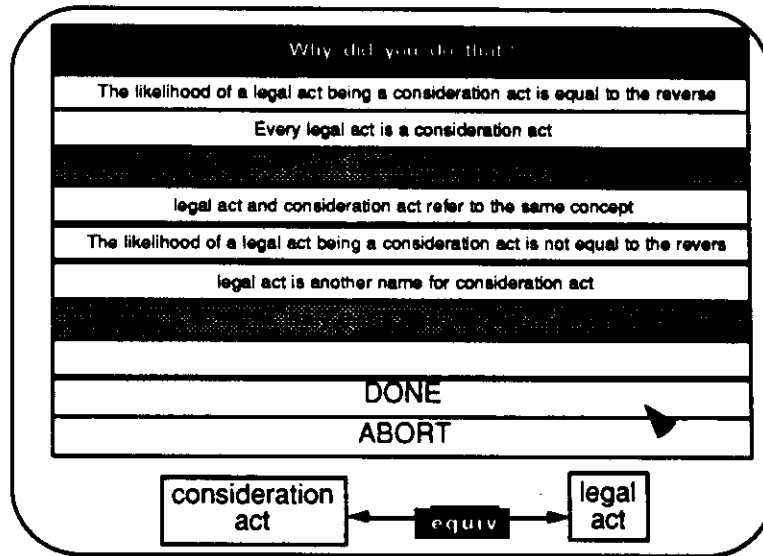 Why did you do that?
The likelihood of a legal act being a consideration act is equal to the reverse
Every legal act is a consideration act
legal act and consideration act refer to the same concept
The likelihood of a legal act being a consideration act is not equal to the revers
legal act is another name for consideration act
DONE
ABORT
consideration
act
equiv
legal
act